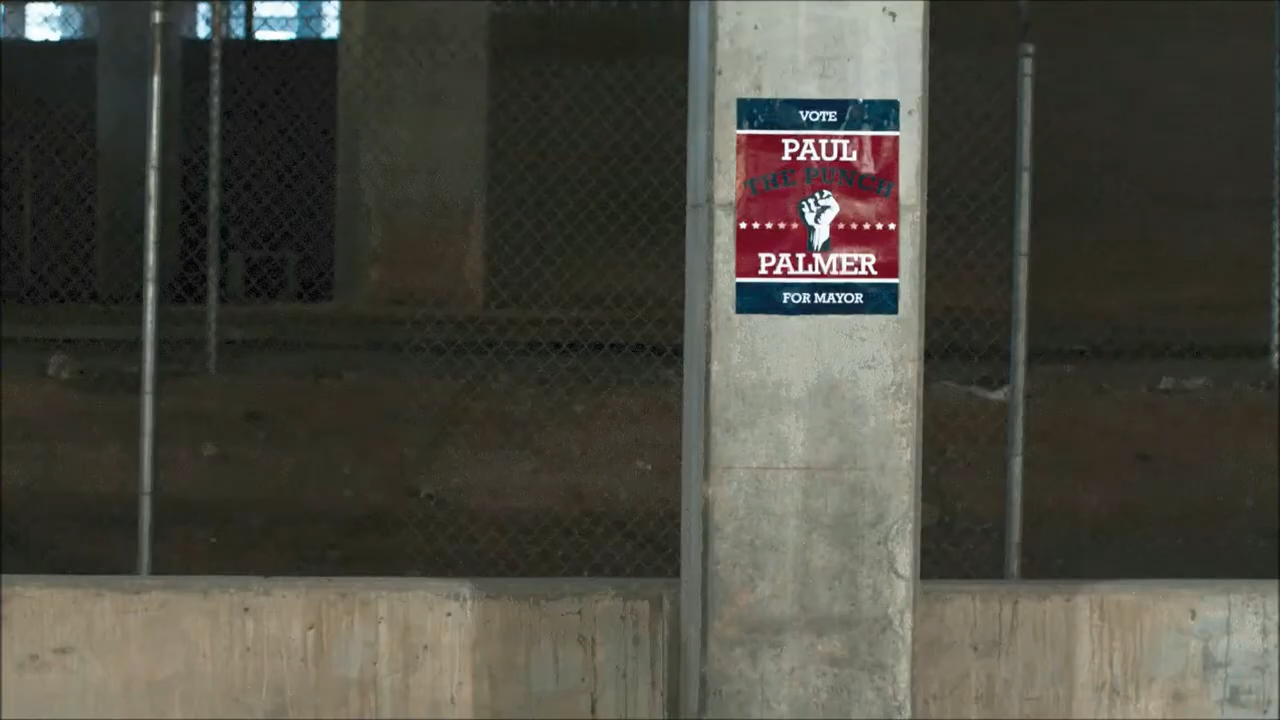 VOTE
PAUL
THE PUNCH
PALMER
FOR MAYOR